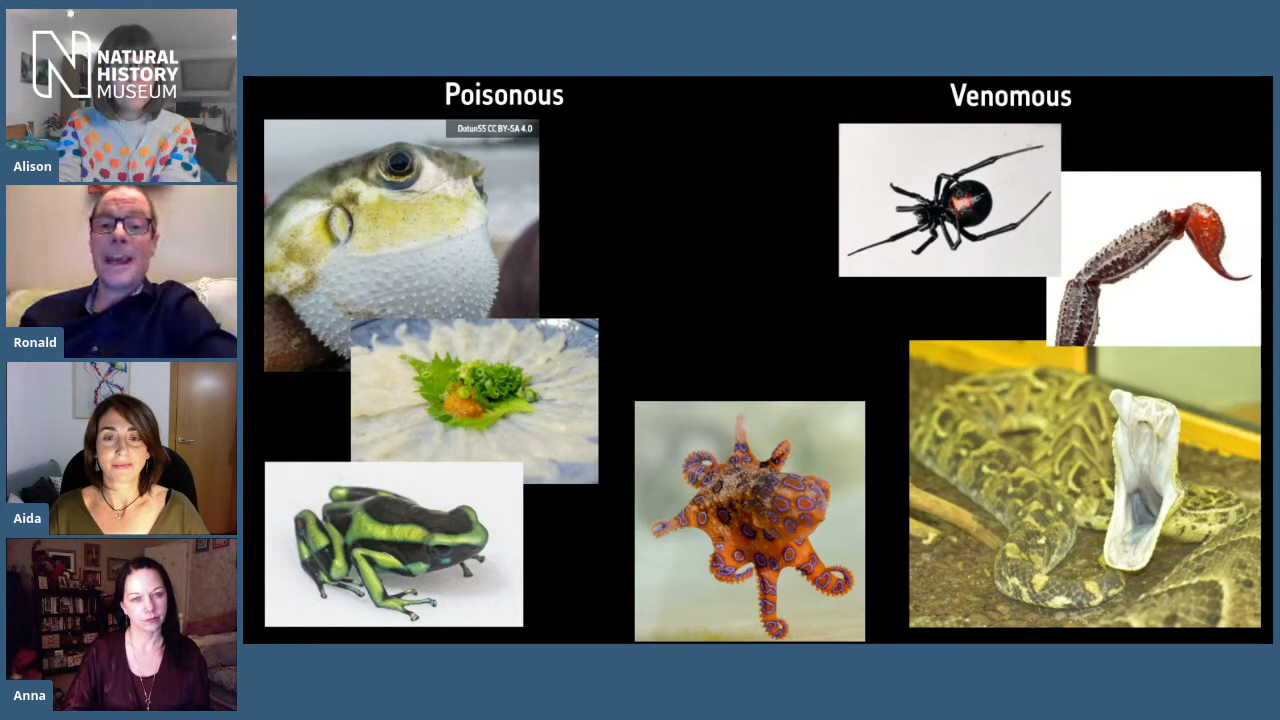 NATURAL
HISTORY
MUSEUM
Alison
Ronald
Aida
Anna
Poisonous
Venomous
Dotun55 CC BY-SA 4.0